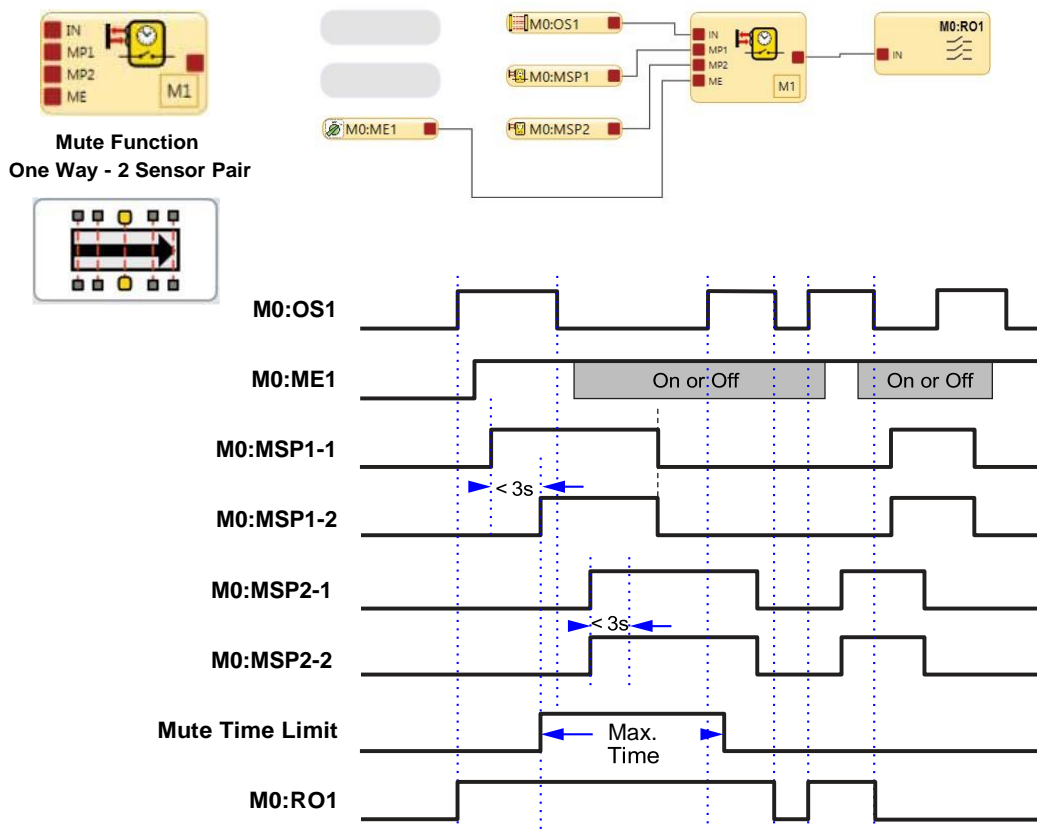 IN
MP1
MP2
ME
M1
Mute Function
One Way - 2 Sensor Pair
M0:OS1
M0:MSP1
M0:ME1
M0:MSP2
IN
MP1
MP2
ME
M1
M0:RO1
IN
M0:OS1
M0:ME1
On or Off
On or Off
M0:MSP1-1
< 3s
M0:MSP1-2
M0:MSP2-1
< 3s
M0:MSP2-2
Mute Time Limit
Max.
Time
M0:RO1